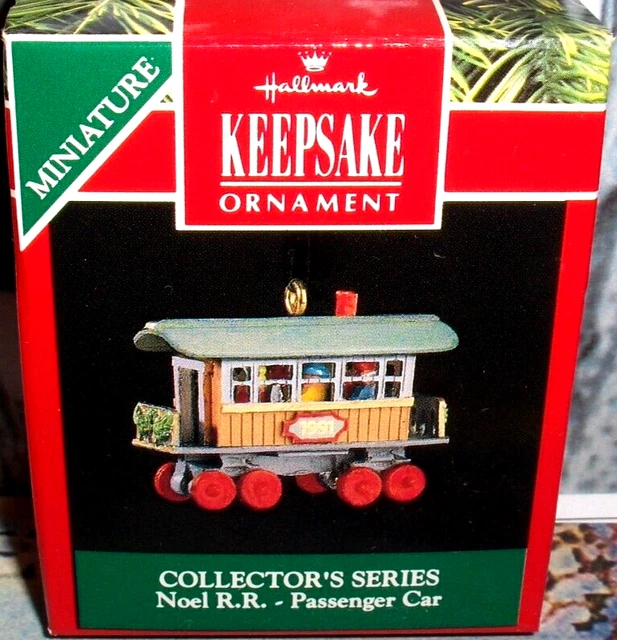 MINIATURE
Hallmark
KEEPSAKE
ORNAMENT
1991
COLLECTOR'S SERIES
Noel R.R. - Passenger Car